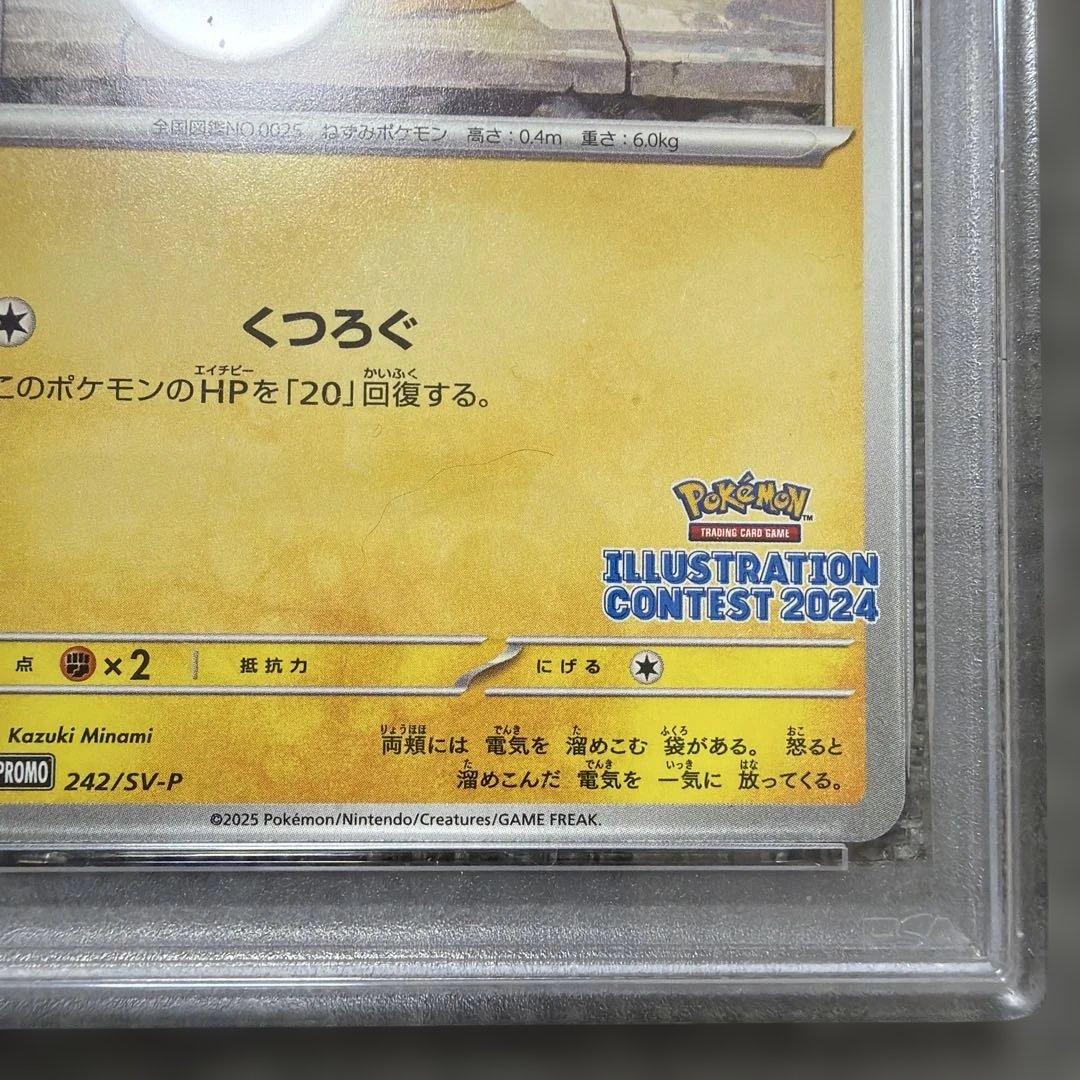 全国図鑑NO.0025 ねずみポケモン 高さ:0.4m 重さ:6.0kg
くつろぐ
エイチピー かいふく
このポケモンのHPを「20」回復する。
POKéMON™
TRADING CARD GAME
ILLUSTRATION
CONTEST 2024
点 ×2 抵抗力 にげる
Kazuki Minami
PROMO 242/SV-P
りょうほほ でんき た ふくろ おこ
両頬には 電気を 溜めこむ 袋がある。 怒ると
た でんき いっき はな
溜めこんだ 電気を 一気に 放ってくる。
©2025 Pokémon/Nintendo/Creatures/GAME FREAK.
PSA